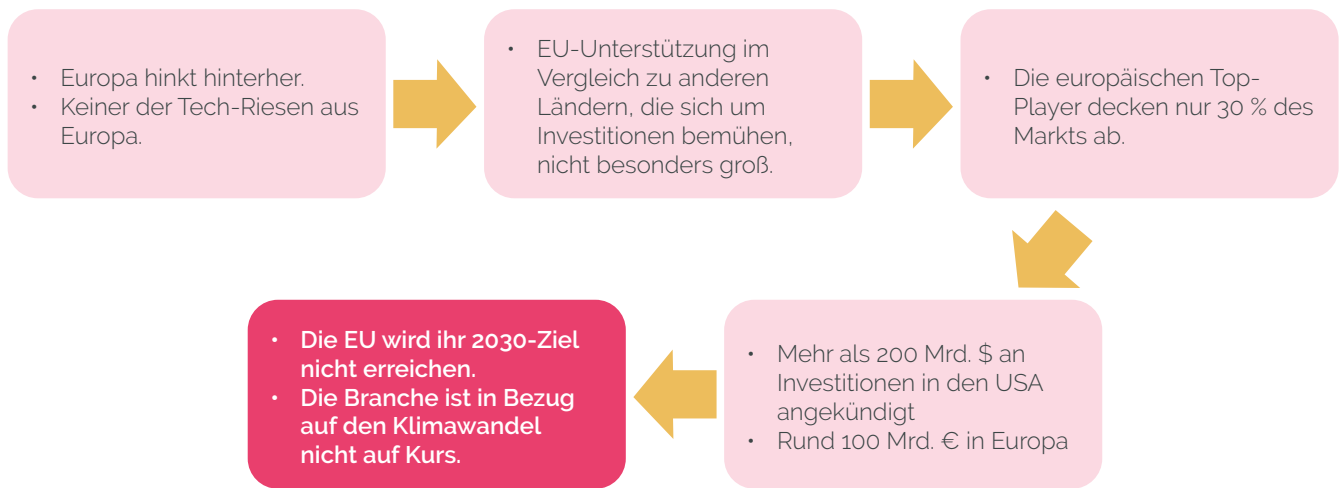 • Europa hinkt hinterher.
• Keiner der Tech-Riesen aus
Europa.
• EU-Unterstützung im
Vergleich zu anderen
Ländern, die sich um
Investitionen bemühen,
nicht besonders groß.
• Die europäischen Top-
Player decken nur 30 % des
Markts ab.
• Mehr als 200 Mrd. $ an
Investitionen in den USA
angekündigt
• Rund 100 Mrd. € in Europa
• Die EU wird ihr 2030-Ziel
nicht erreichen.
• Die Branche ist in Bezug
auf den Klimawandel
nicht auf Kurs.